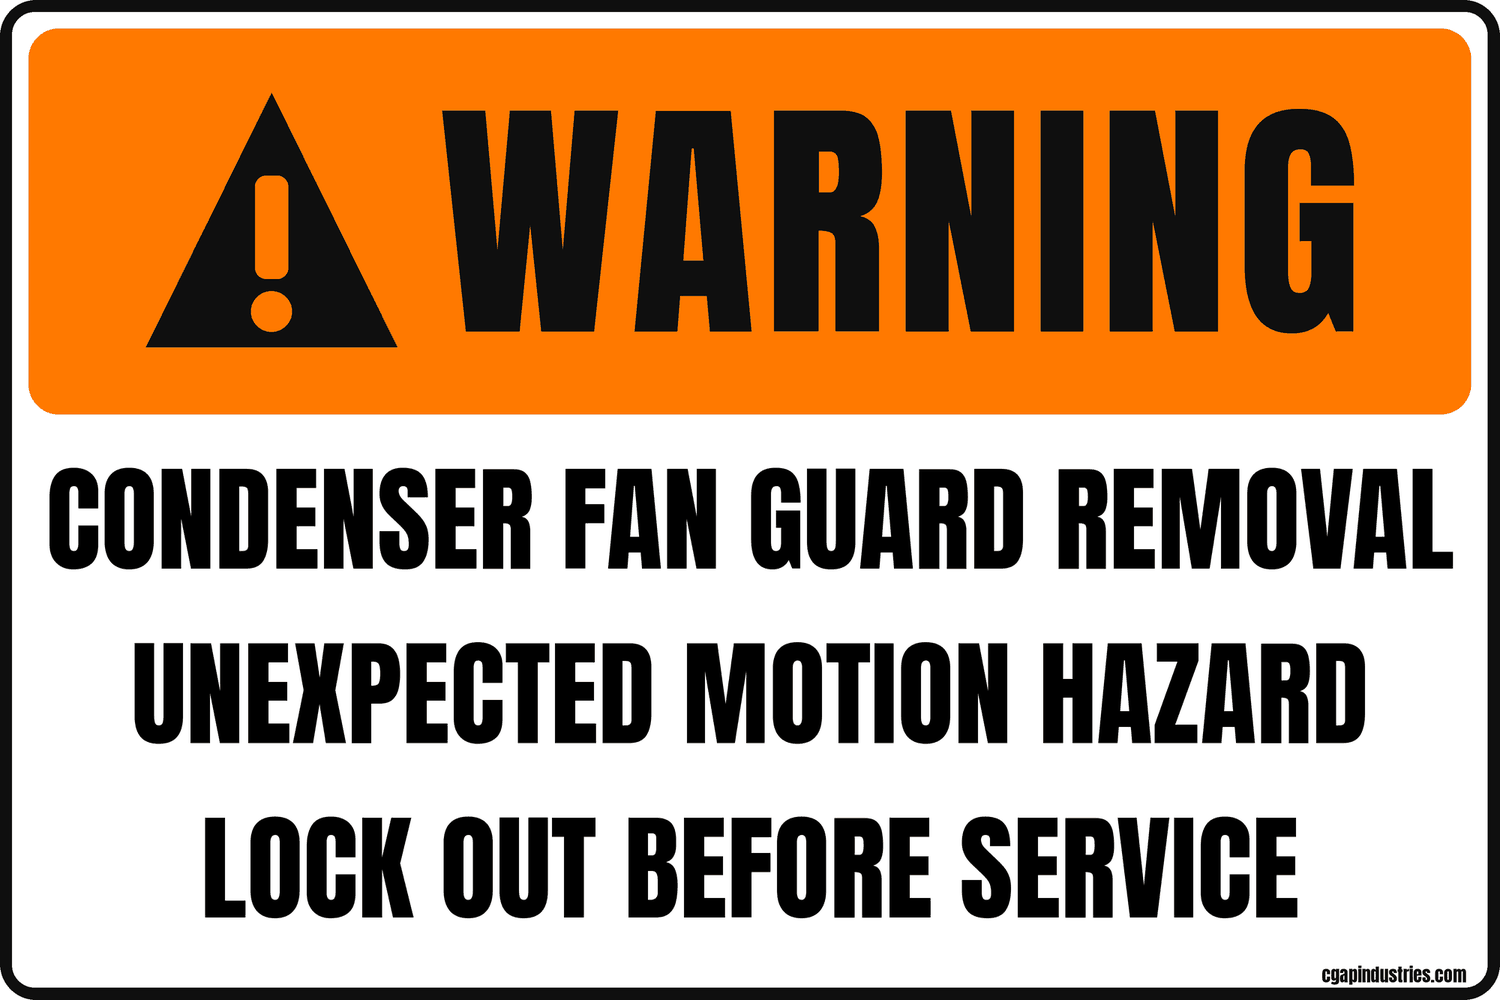 WARNING
CONDENSER FAN GUARD REMOVAL
UNEXPECTED MOTION HAZARD
LOCK OUT BEFORE SERVICE
cgapindustries.com